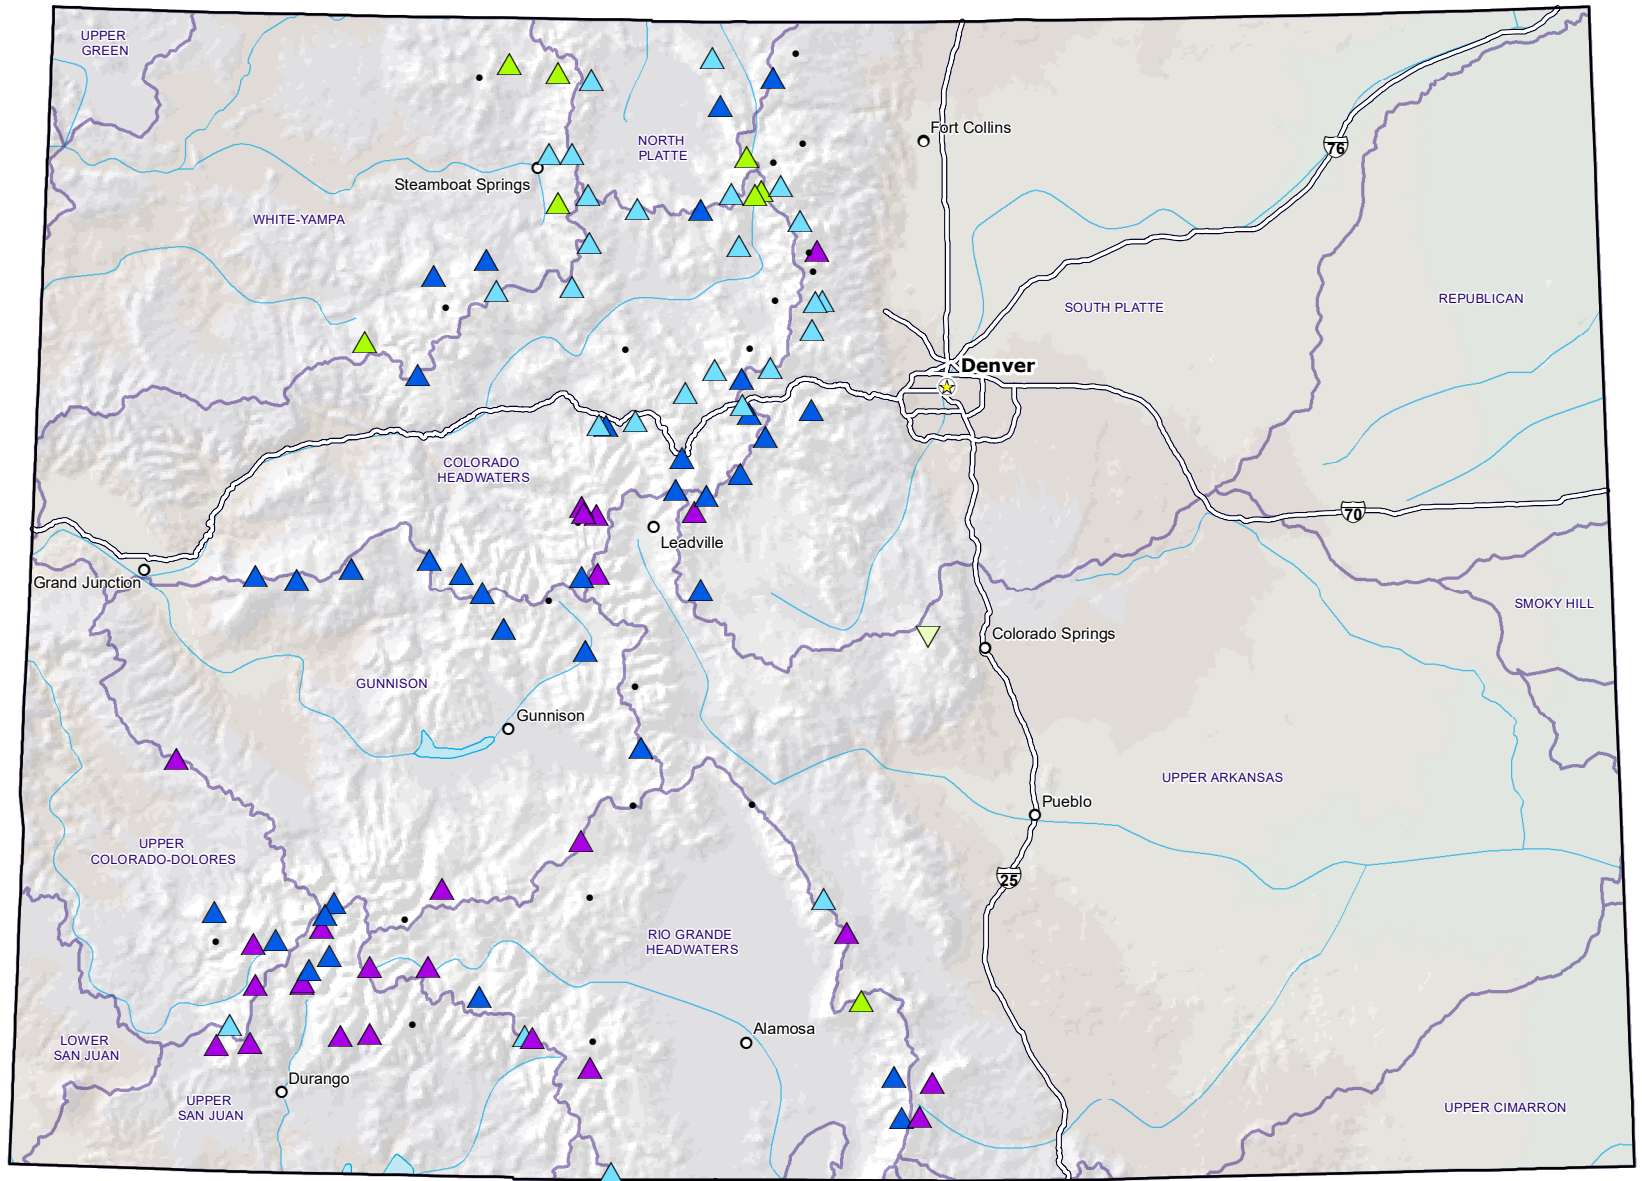 UPPER
GREEN
Fort Collins
NORTH
PLATTE
76
Steamboat Springs
WHITE-YAMPA
REPUBLICAN
SOUTH PLATTE
Denver
COLORADO
HEADWATERS
70
Leadville
Grand Junction
SMOKY HILL
Colorado Springs
GUNNISON
Gunnison
UPPER ARKANSAS
Pueblo
UPPER
COLORADO-DOLORES
25
RIO GRANDE
HEADWATERS
Alamosa
LOWER
SAN JUAN
Durango
UPPER
SAN JUAN
UPPER CIMARRON